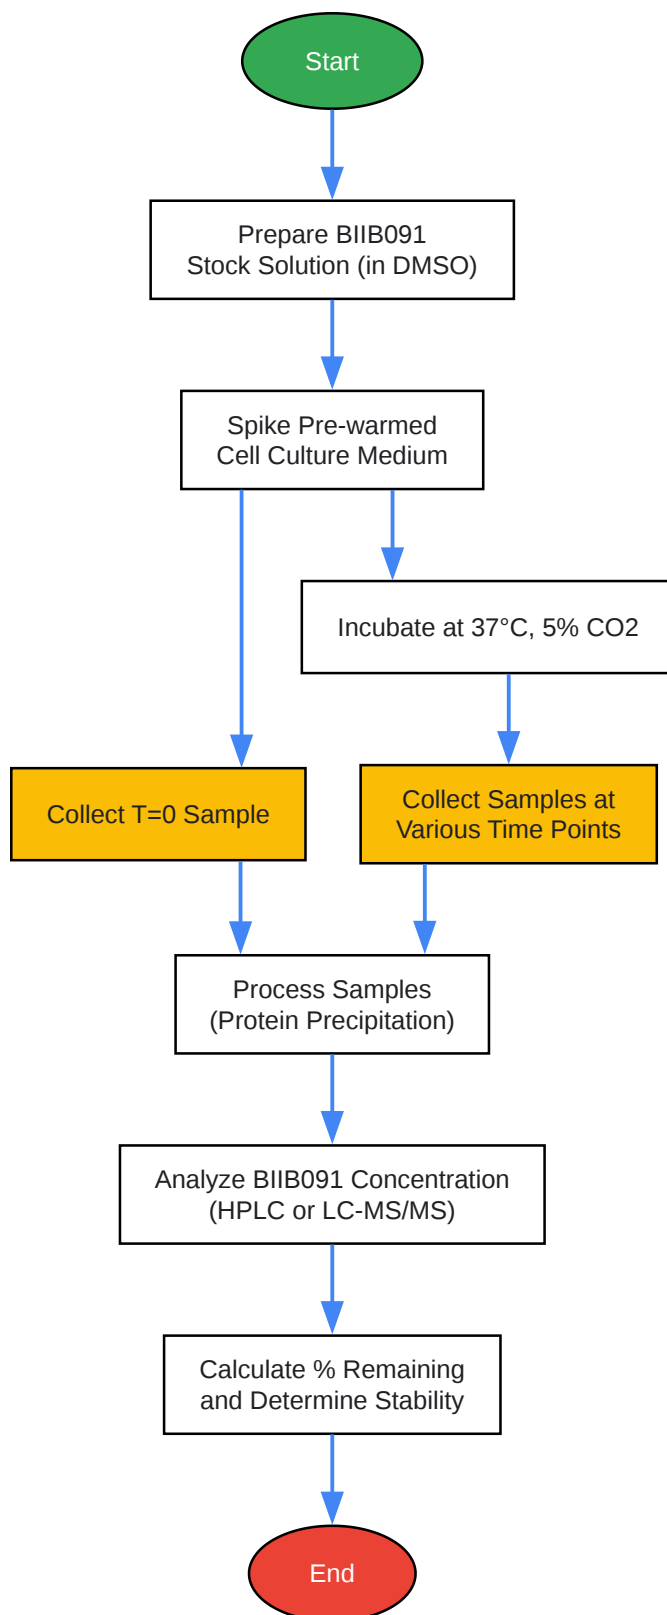 Start
Prepare BIIB091
Stock Solution (in DMSO)
Spike Pre-warmed
Cell Culture Medium
Incubate at 37°C, 5% CO2
Collect T=0 Sample
Collect Samples at
Various Time Points
Process Samples
(Protein Precipitation)
Analyze BIIB091 Concentration
(HPLC or LC-MS/MS)
Calculate % Remaining
and Determine Stability
End